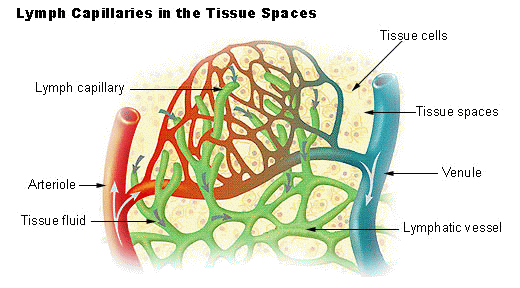 Lymph Capillaries in the Tissue Spaces
Tissue cells
Lymph capillary
Tissue spaces
Arteriole
Venule
Tissue fluid
Lymphatic vessel